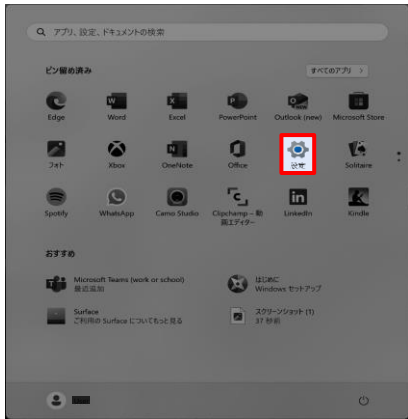 アプリ、設定、ドキュメントの検索
ピン留め済み
すべてのアプリ >
Edge
Word
Excel
PowerPoint
Outlook (new)
Microsoft Store
フォト
Xbox
OneNote
Office
設定
Solitaire
Spotify
WhatsApp
Camo Studio
Clipchamp – 動
画エディター
LinkedIn
Kindle
おすすめ
Microsoft Teams (work or school)
最近追加
はじめに
Windows セットアップ
Surface
ご利用の Surface についてもっと見る
スクリーンショット (1)
37 秒前